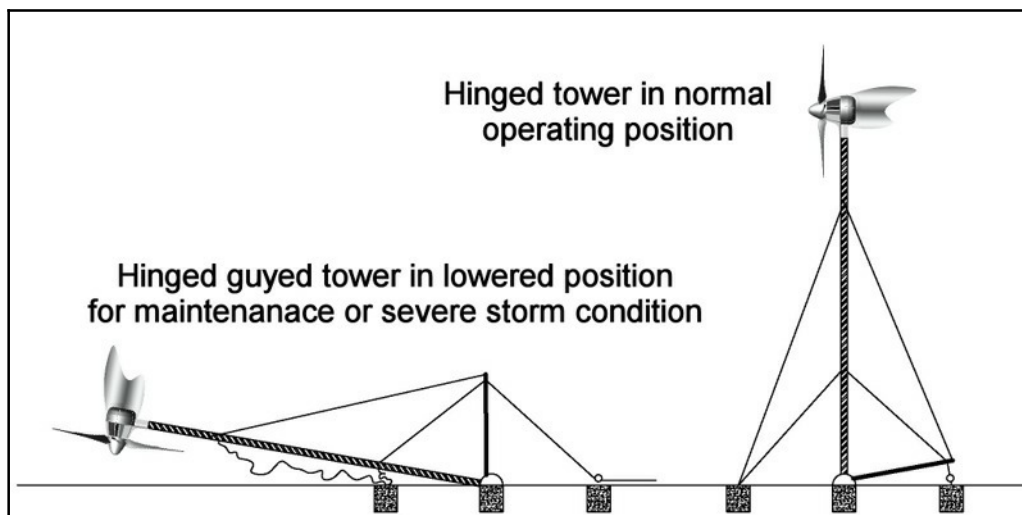 Hinged tower in normal
operating position
Hinged guyed tower in lowered position
for maintenanace or severe storm condition